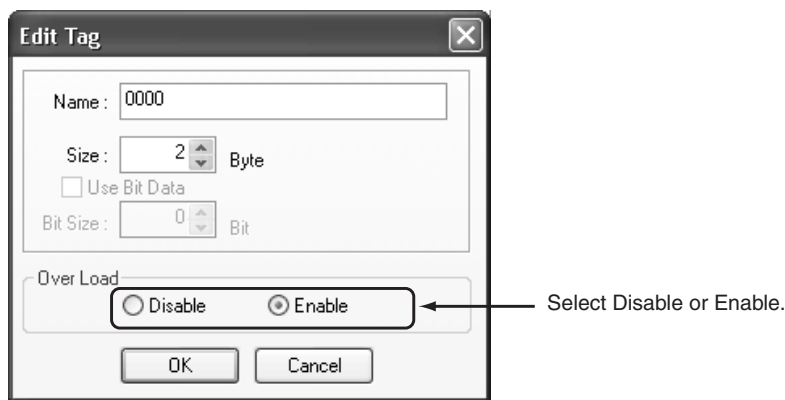 Edit Tag
Name : 0000
Size : 2 Byte
Use Bit Data
Bit Size : 0 Bit
Over Load
Disable Enable
Select Disable or Enable.
OK Cancel